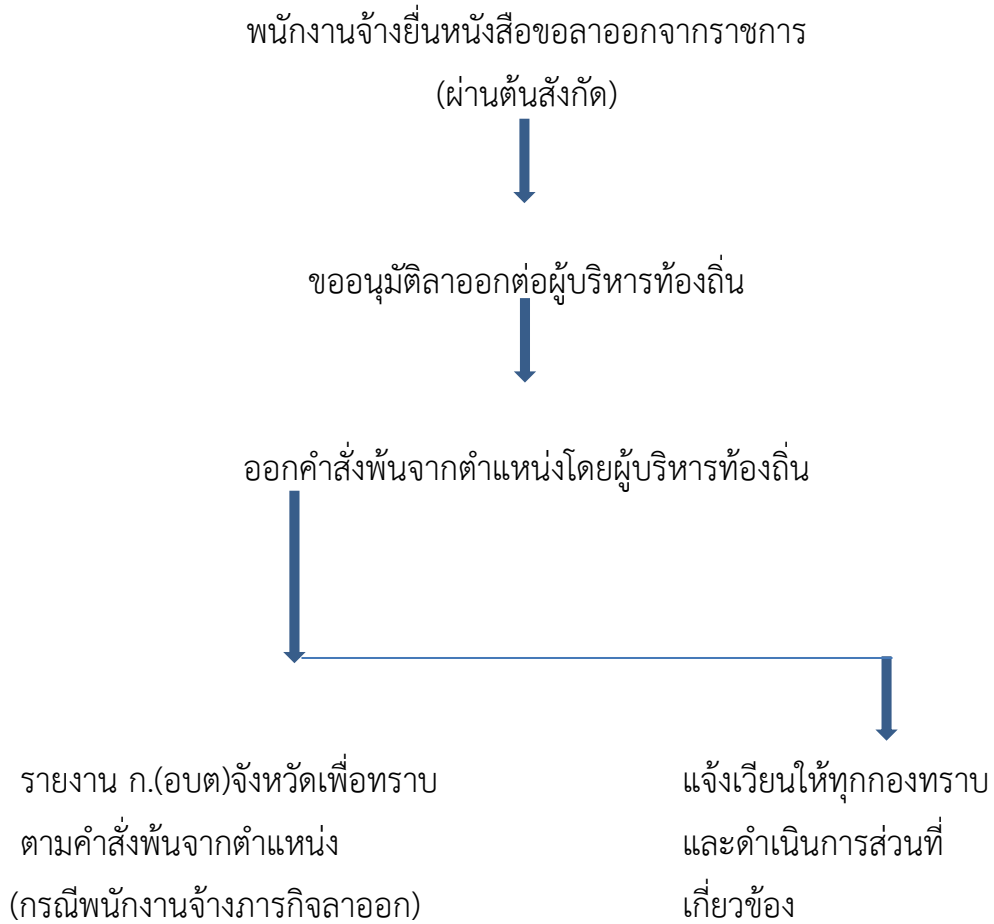 พนักงานจ้างยื่นหนังสือขอลาออกจากราชการ
(ผ่านต้นสังกัด)
ขออนุมัติลาออกต่อผู้บริหารท้องถิ่น
ออกคำสั่งพ้นจากตำแหน่งโดยผู้บริหารท้องถิ่น
รายงาน ก.(อบต)จังหวัดเพื่อทราบ
ตามคำสั่งพ้นจากตำแหน่ง
(กรณีพนักงานจ้างภารกิจลาออก)
แจ้งเวียนให้ทุกกองทราบ
และดำเนินการส่วนที่
เกี่ยวข้อง